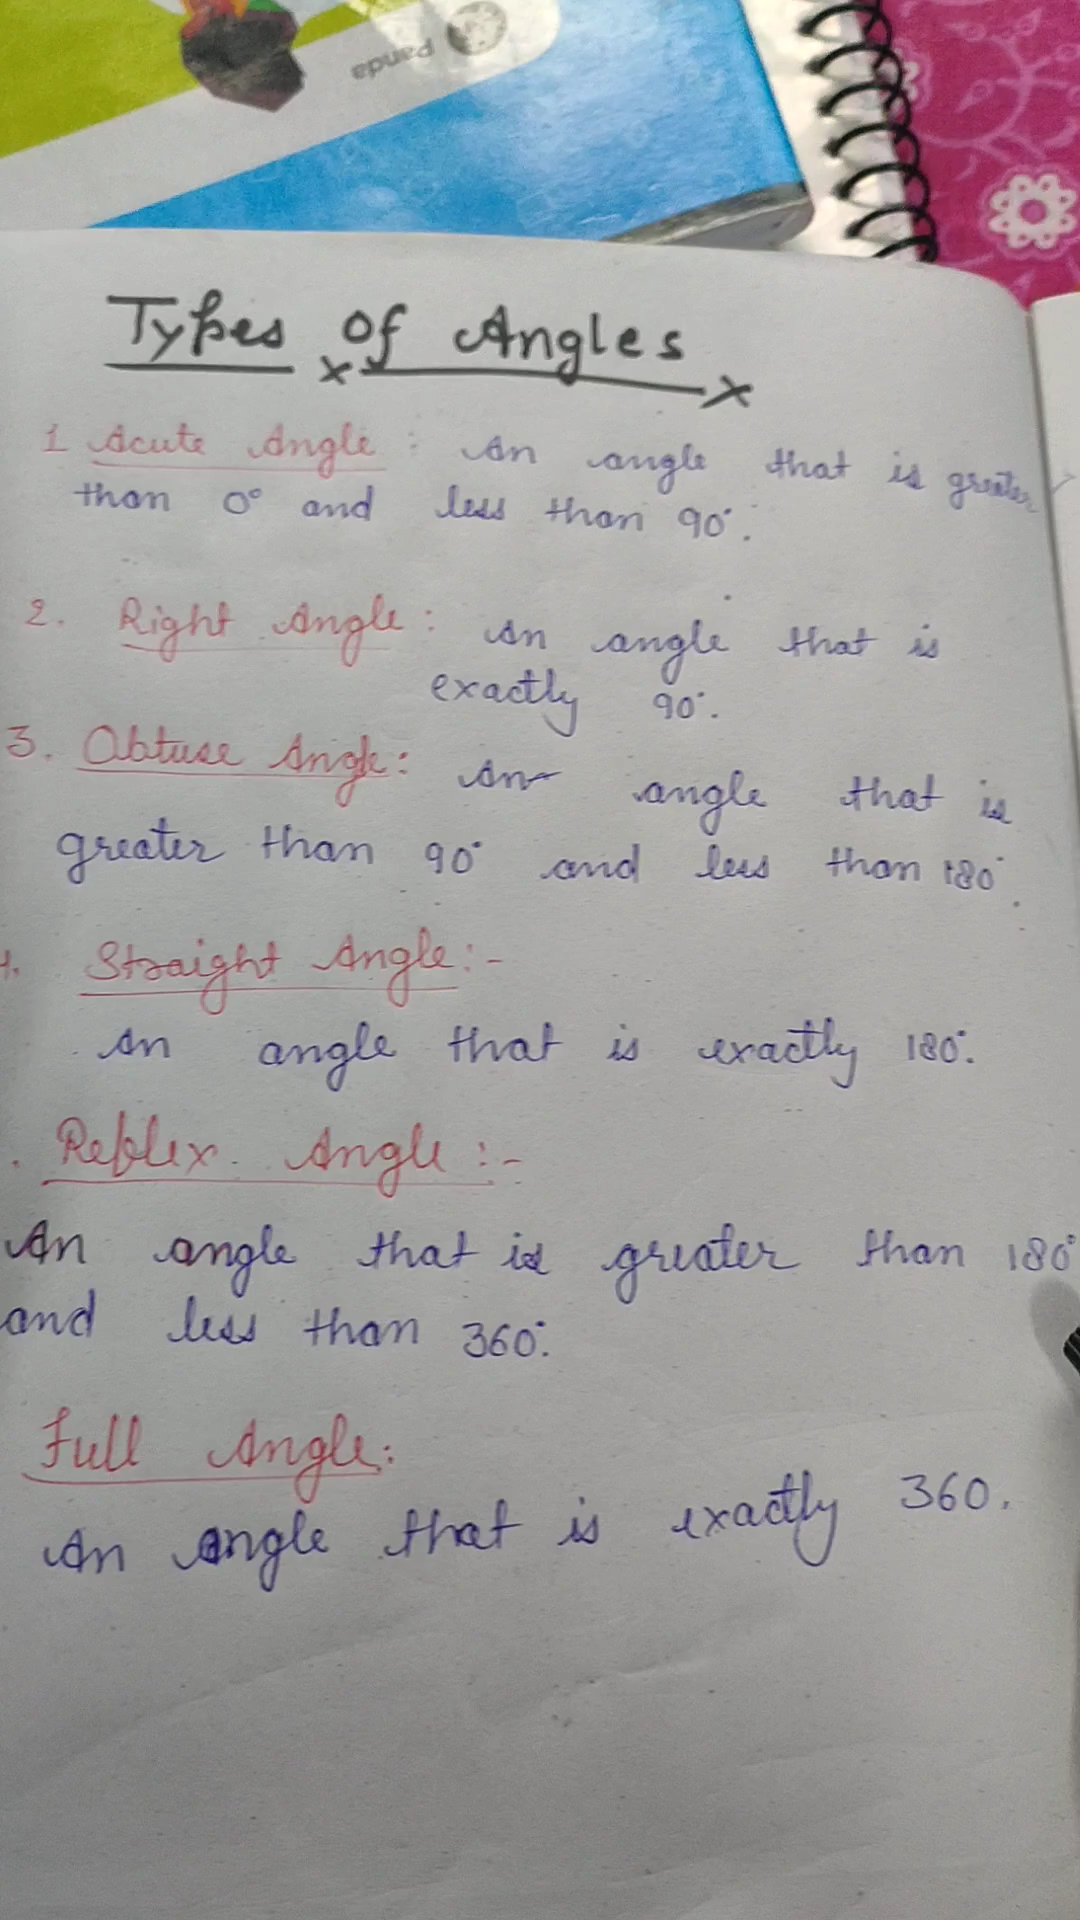 Panda
Types of Angles
1 Acute Angle : An angle that is greater
than 0° and less than 90°.
2. Right Angle : An angle that is
exactly 90°.
3. Obtuse Angle: An angle that is
greater than 90° and less than 180°.
4. Straight Angle:-
An angle that is exactly 180°.
. Reflex Angle :-
An angle that is greater than 180°
and less than 360°.
Full Angle:
An angle that is exactly 360.